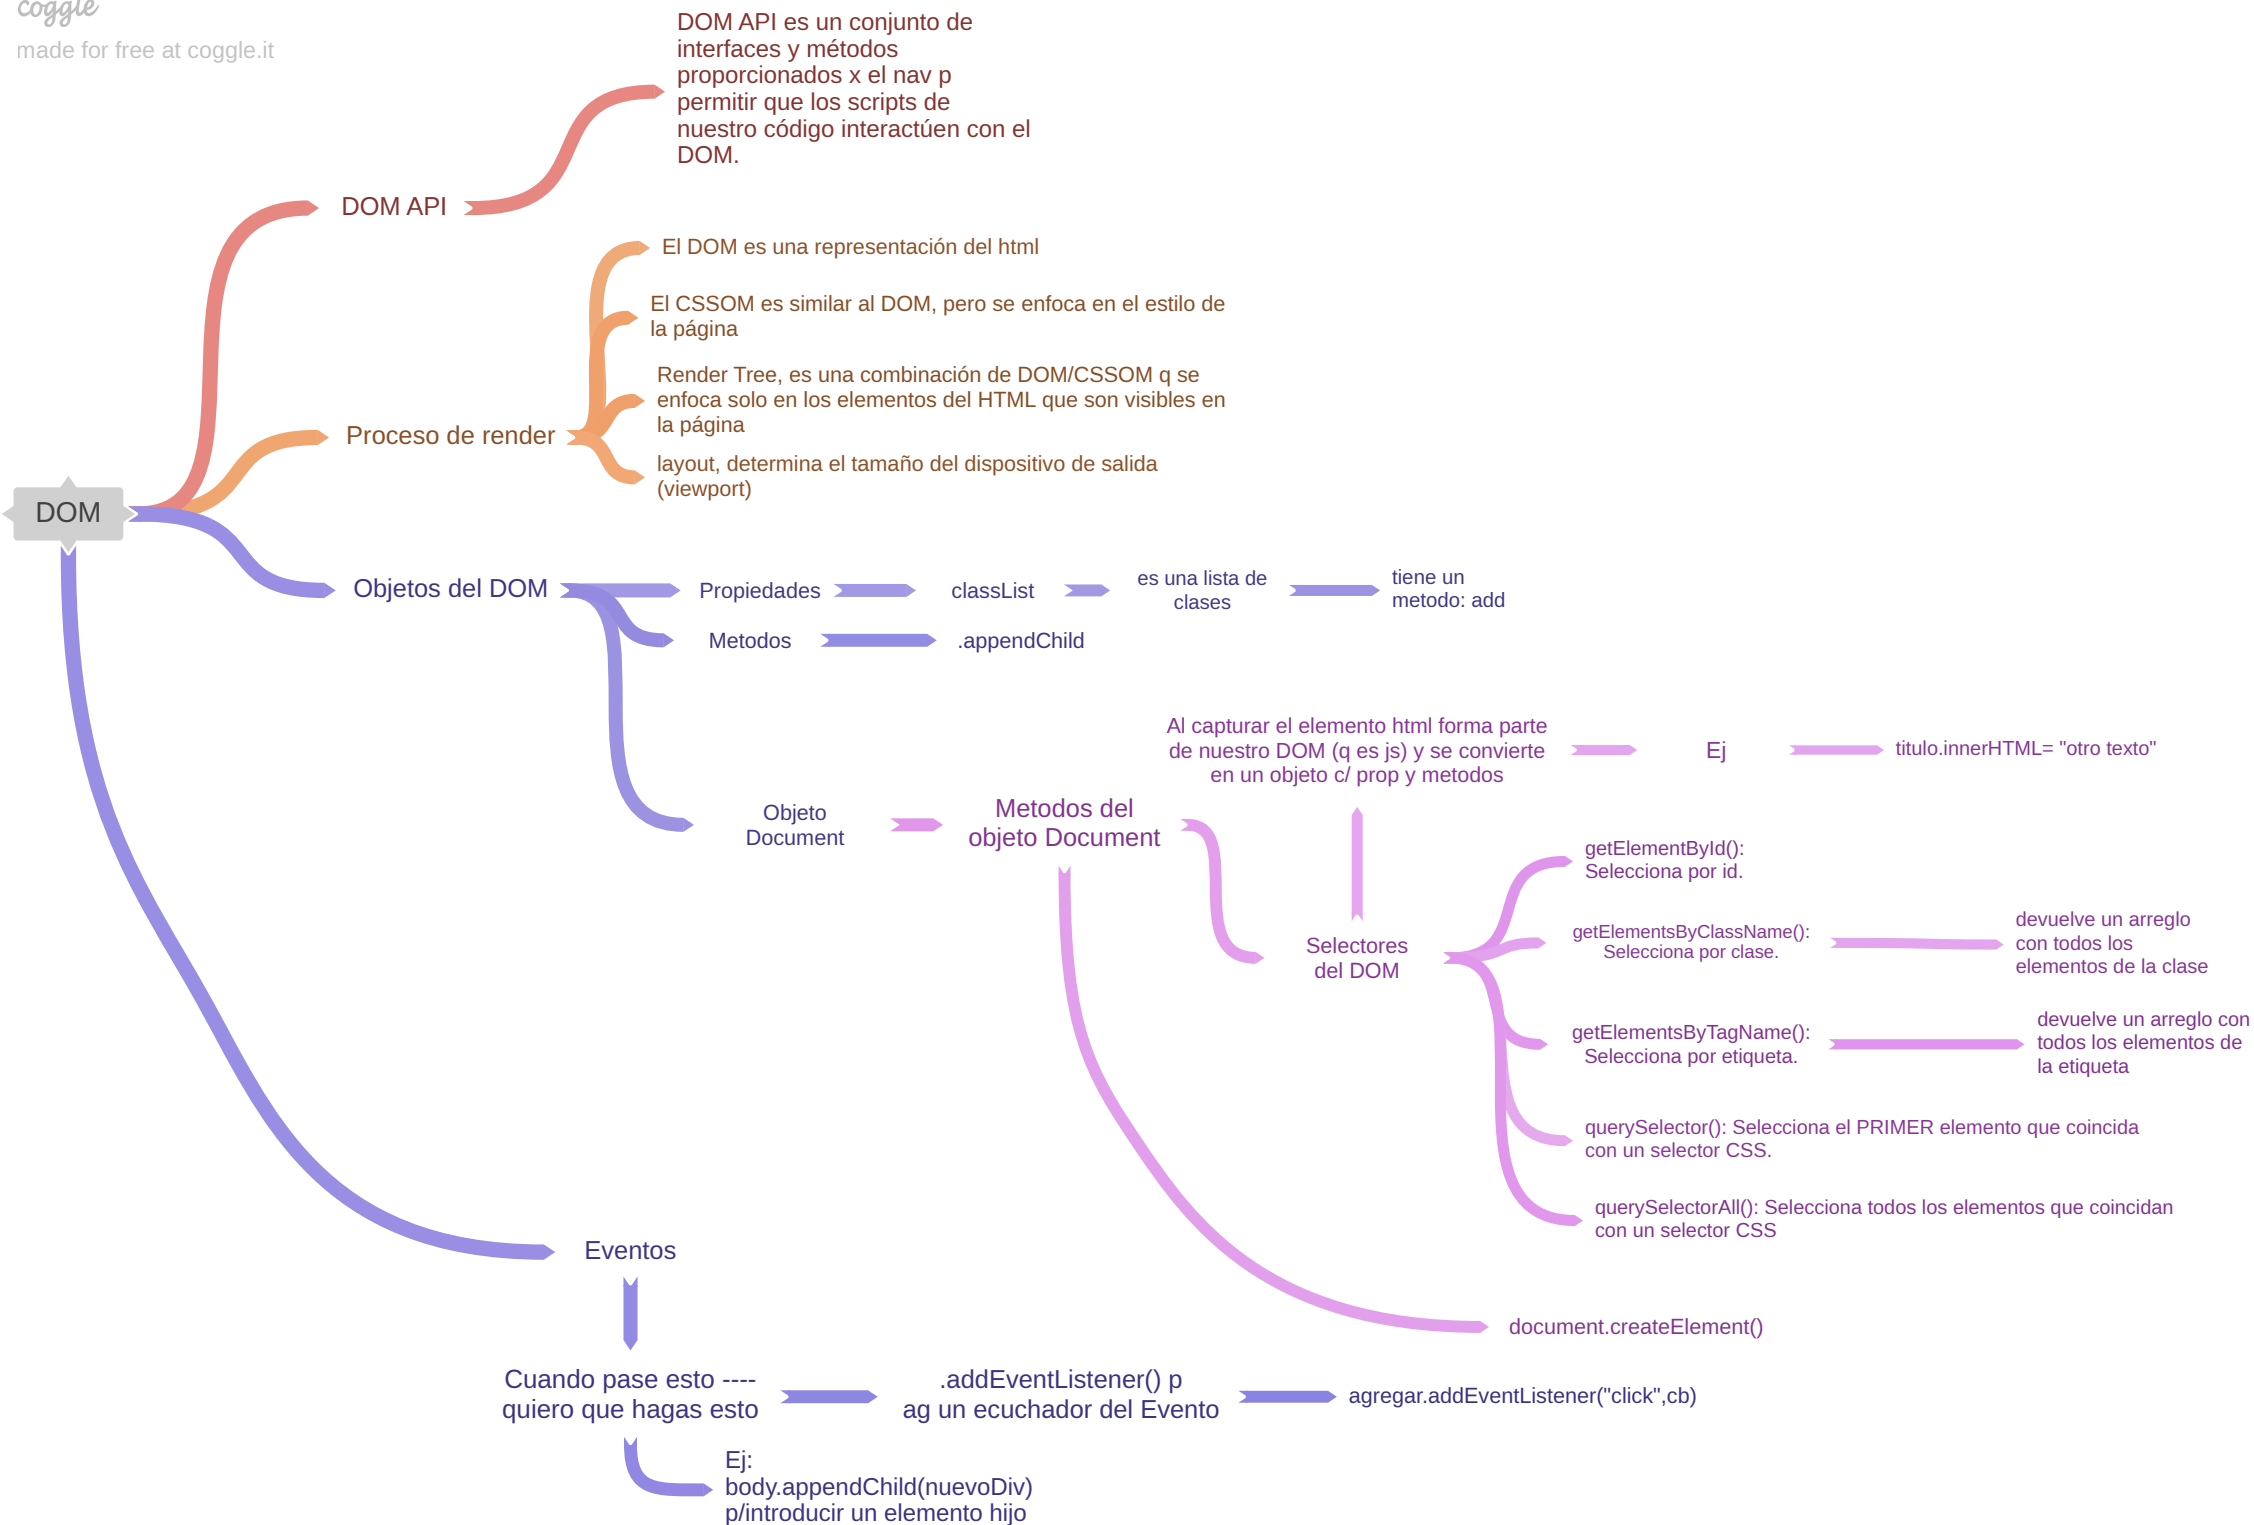 coggle
made for free at coggle.it
DOM API es un conjunto de
interfaces y métodos
proporcionados x el nav p
permitir que los scripts de
nuestro código interactúen con el
DOM.
DOM API
El DOM es una representación del html
El CSSOM es similar al DOM, pero se enfoca en el estilo de
la página
Render Tree, es una combinación de DOM/CSSOM q se
enfoca solo en los elementos del HTML que son visibles en
la página
Proceso de render
layout, determina el tamaño del dispositivo de salida
(viewport)
DOM
Objetos del DOM
Propiedades
classList
es una lista de
clases
tiene un
metodo: add
Metodos
.appendChild
Al capturar el elemento html forma parte
de nuestro DOM (q es js) y se convierte
en un objeto c/ prop y metodos
Ej
titulo.innerHTML= "otro texto"
Objeto
Document
Metodos del
objeto Document
getElementById():
Selecciona por id.
Selectores
del DOM
getElementsByClassName():
Selecciona por clase.
devuelve un arreglo
con todos los
elementos de la clase
getElementsByTagName():
Selecciona por etiqueta.
devuelve un arreglo con
todos los elementos de
la etiqueta
querySelector(): Selecciona el PRIMER elemento que coincida
con un selector CSS.
querySelectorAll(): Selecciona todos los elementos que coincidan
con un selector CSS
Eventos
document.createElement()
Cuando pase esto ----
quiero que hagas esto
.addEventListener() p
ag un ecuchador del Evento
agregar.addEventListener("click",cb)
Ej:
body.appendChild(nuevoDiv)
p/introducir un elemento hijo